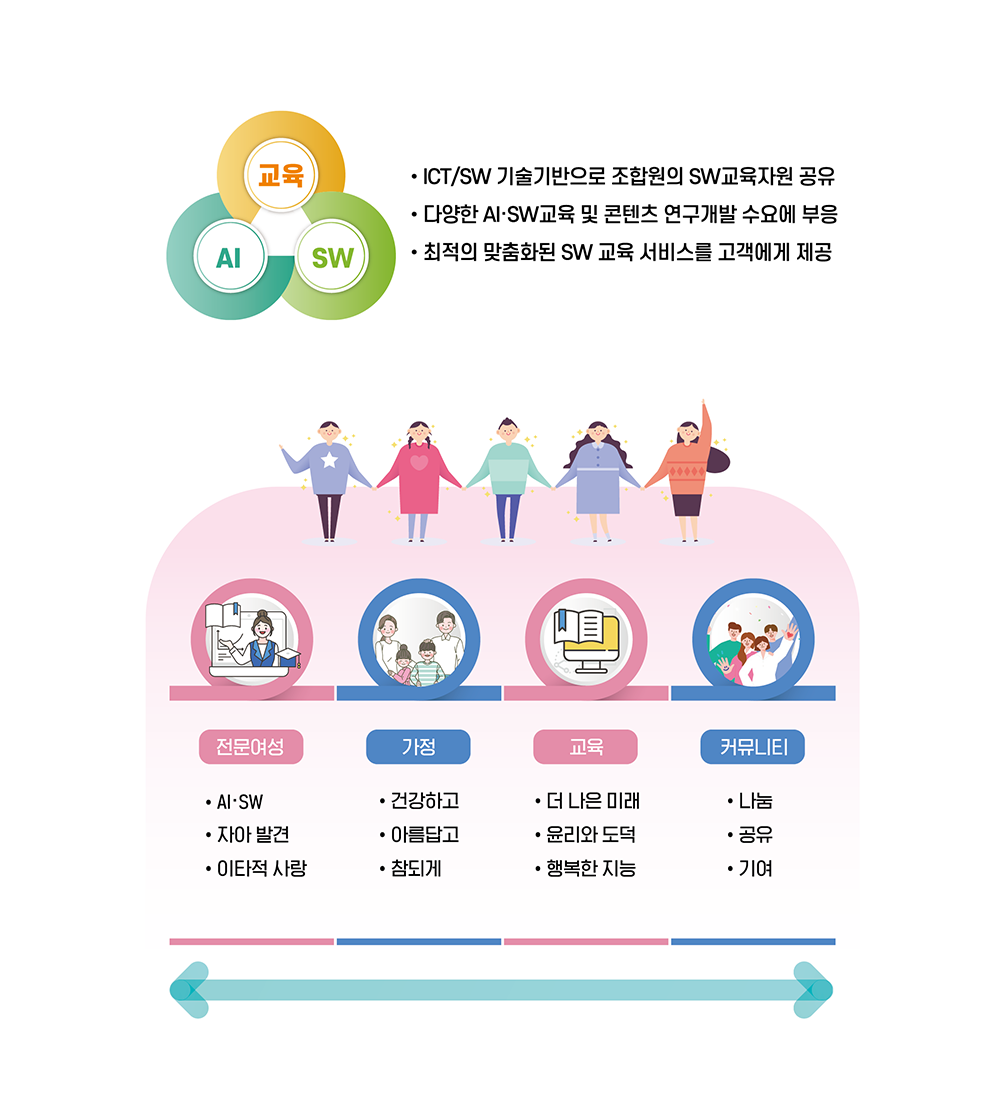 교육
AI
SW
• ICT/SW 기술기반으로 조합원의 SW교육자원 공유
• 다양한 AI·SW교육 및 콘텐츠 연구개발 수요에 부응
• 최적의 맞춤화된 SW 교육 서비스를 고객에게 제공
전문여성
• AI·SW
• 자아 발견
• 이타적 사랑
가정
• 건강하고
• 아름답고
• 참되게
교육
• 더 나은 미래
• 윤리와 도덕
• 행복한 지능
커뮤니티
• 나눔
• 공유
• 기여